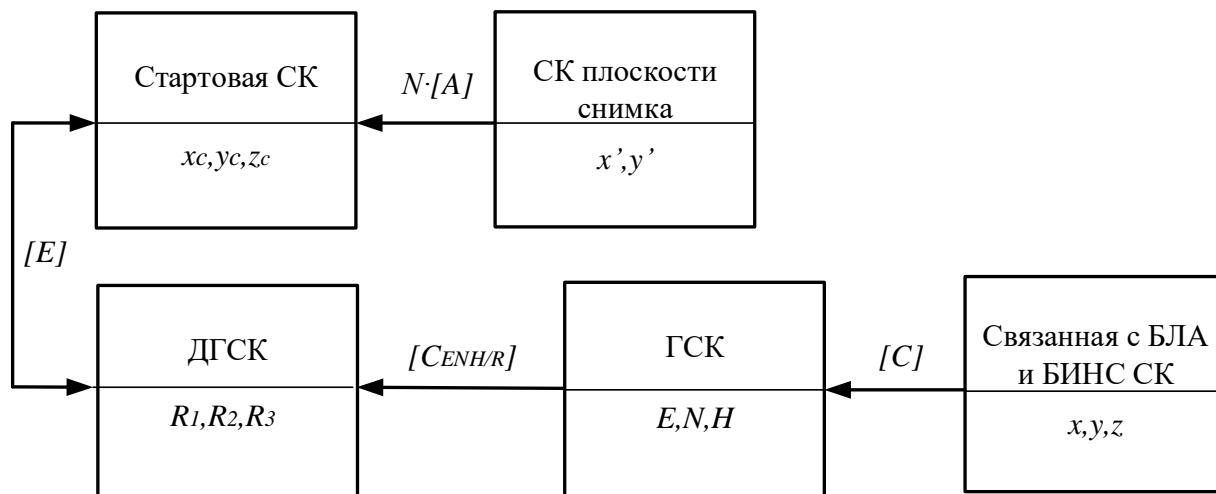 Стартовая СК
xc,yc,zc
N·[A]
СК плоскости
снимка
x’,y’
[E]
ДГСК
R1,R2,R3
[CENH/R]
ГСК
E,N,H
[C]
Связанная с БЛА
и БИНС СК
x,y,z